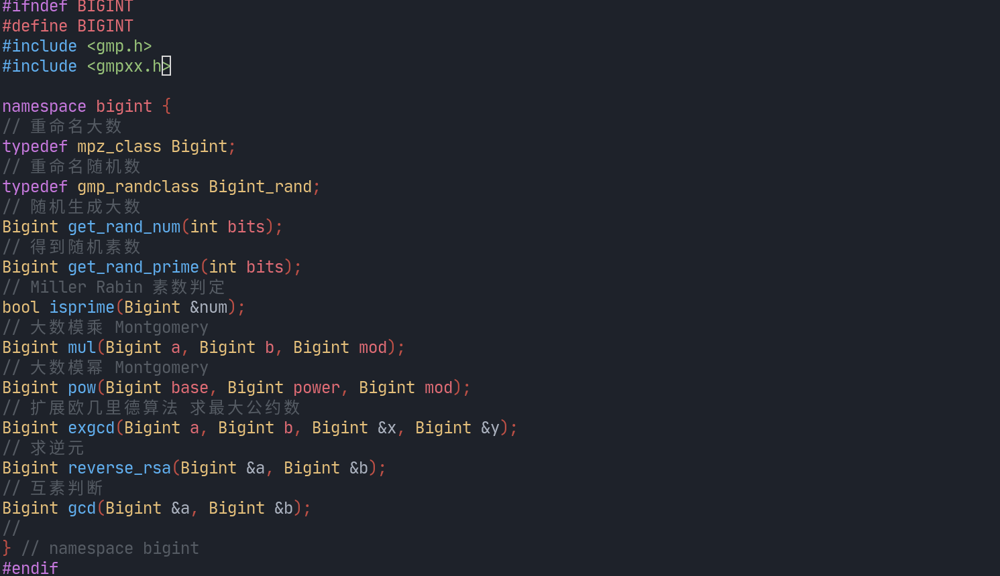 #ifndef BIGINT
#define BIGINT
#include <gmp.h>
#include <gmpxx.h>
namespace bigint {
// 重命名大数
typedef mpz_class Bigint;
// 重命名随机数
typedef gmp_randclass Bigint_rand;
// 随机生成大数
Bigint get_rand_num(int bits);
// 得到随机素数
Bigint get_rand_prime(int bits);
// Miller Rabin 素数判定
bool isprime(Bigint &num);
// 大数模乘 Montgomery
Bigint mul(Bigint a, Bigint b, Bigint mod);
// 大数模幂 Montgomery
Bigint pow(Bigint base, Bigint power, Bigint mod);
// 扩展欧几里德算法 求最大公约数
Bigint exgcd(Bigint a, Bigint b, Bigint &x, Bigint &y);
// 求逆元
Bigint reverse_rsa(Bigint &a, Bigint &b);
// 互素判断
Bigint gcd(Bigint &a, Bigint &b);
//
} // namespace bigint
#endif